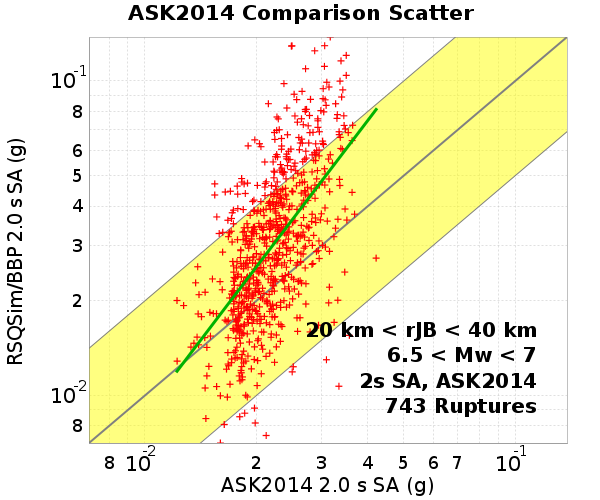 ASK2014 Comparison Scatter
RSQSim/BBP 2.0 s SA (g)
10⁻¹
8
6
5
4
3
2
10⁻²
8
20 km < rJB < 40 km
6.5 < Mw < 7
2s SA, ASK2014
743 Ruptures
8 10⁻² 2 3 4 5 6 7 10⁻¹
ASK2014 2.0 s SA (g)